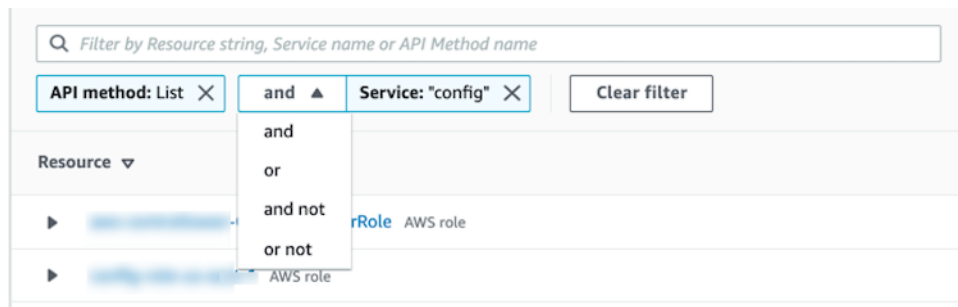 Filter by Resource string, Service name or API Method name
API method: List and Service: "config" Clear filter
and
Resource
or
and not
rRole AWS role
or not
AWS role